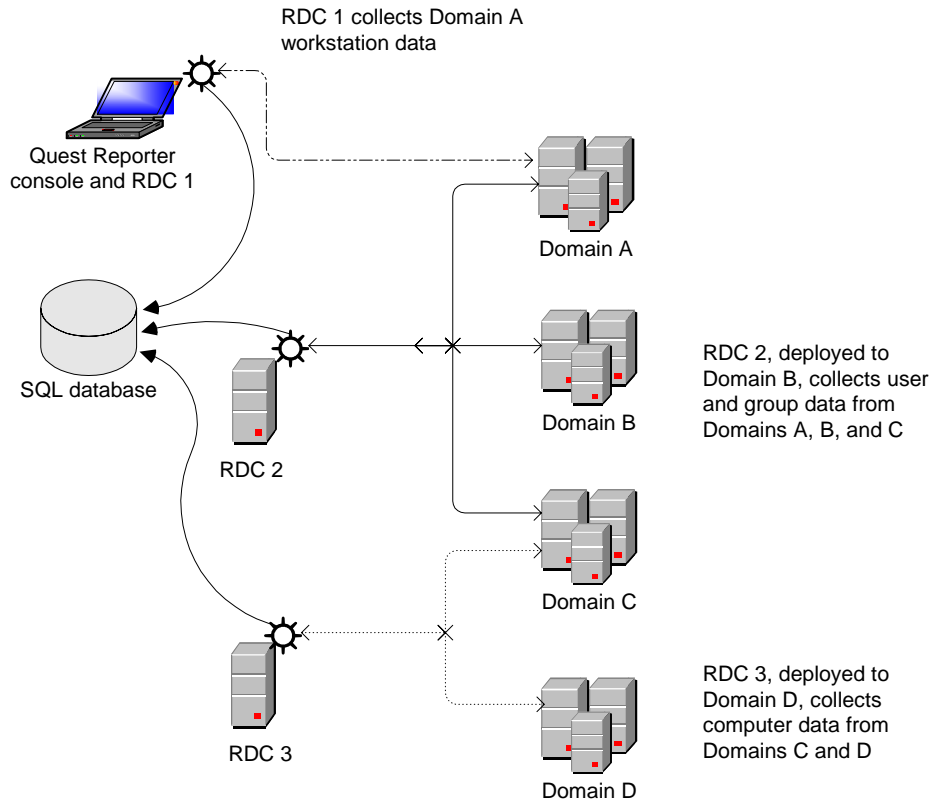 RDC 1 collects Domain A
workstation data
Quest Reporter
console and RDC 1
Domain A
SQL database
RDC 2
Domain B
RDC 2, deployed to
Domain B, collects user
and group data from
Domains A, B, and C
Domain C
RDC 3
Domain D
RDC 3, deployed to
Domain D, collects
computer data from
Domains C and D